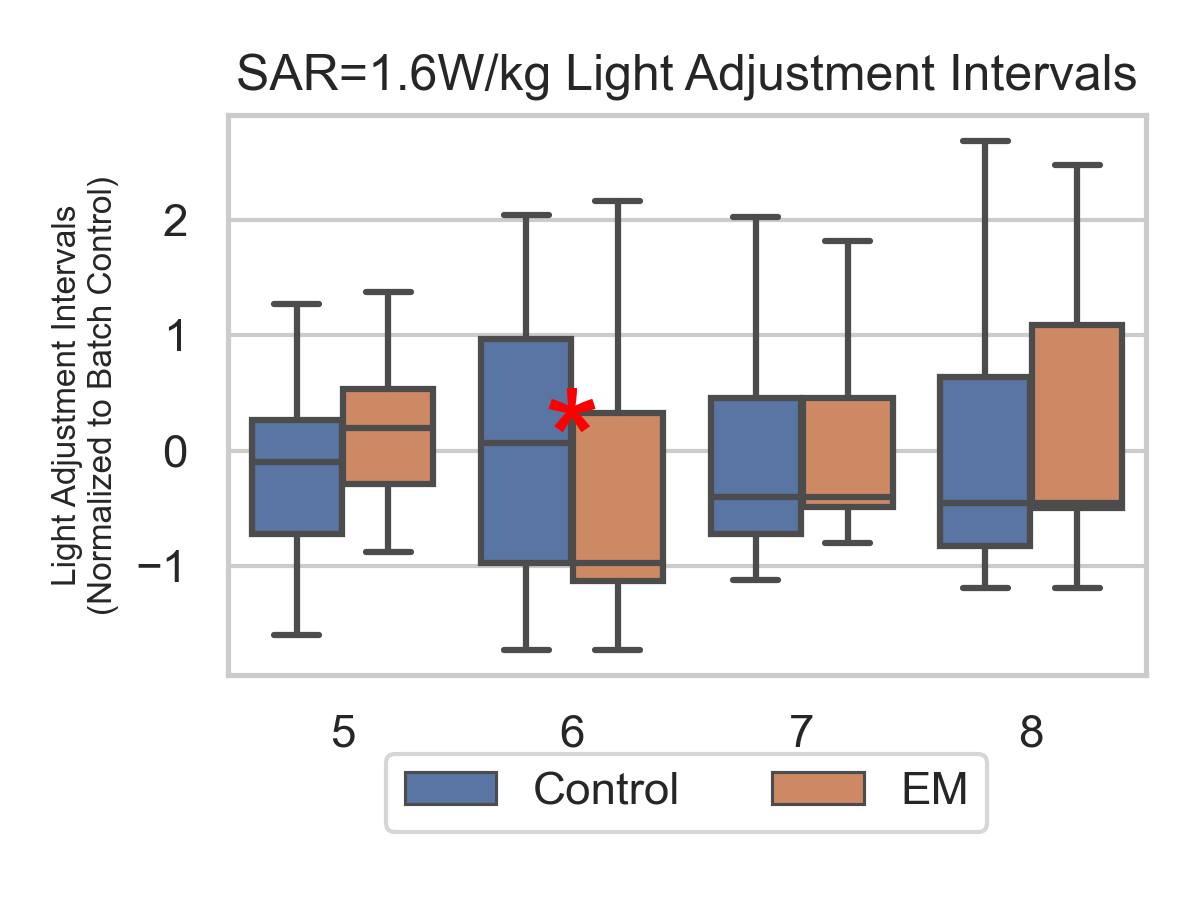 SAR=1.6W/kg Light Adjustment Intervals
Light Adjustment Intervals
(Normalized to Batch Control)
2
1
0
−1
*
5 6 7 8
Control EM